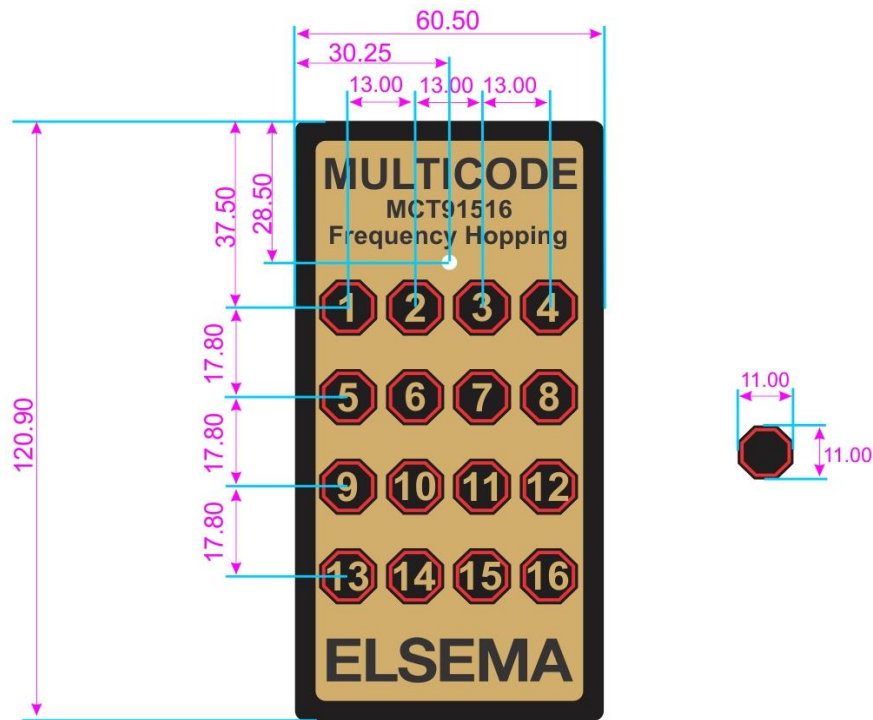 60.50
30.25
13.00 13.00 13.00
37.50
28.50
120.90
MULTICODE
MCT91516
Frequency Hopping
1 2 3 4
17.80
5 6 7 8
17.80
9 10 11 12
17.80
13 14 15 16
ELSEMA
11.00
11.00